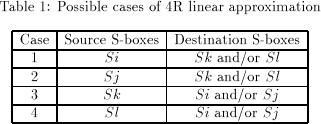 Table 1: Possible cases of 4R linear approximation
Case Source S-boxes Destination S-boxes
1 Si Sk and/or Sl
2 Sj Sk and/or Sl
3 Sk Si and/or Sj
4 Sl Si and/or Sj